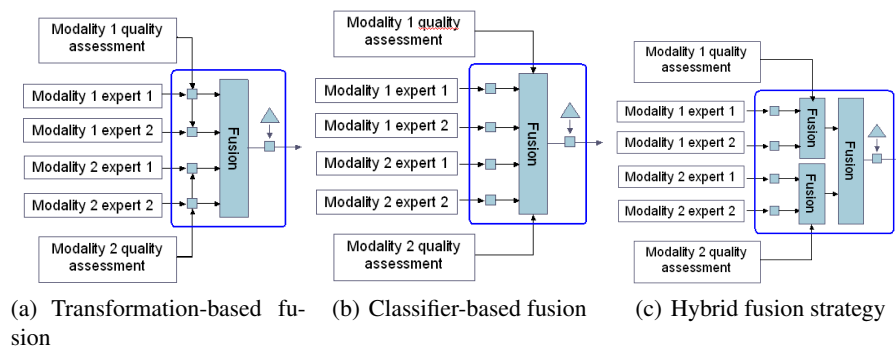 Modality 1 quality
assessment
Modality 1 expert 1
Modality 1 expert 2
Modality 2 expert 1
Modality 2 expert 2
Fusion
Modality 2 quality
assessment
(a) Transformation-based fu-
sion
Modality 1 quality
assessment
Modality 1 expert 1
Modality 1 expert 2
Modality 2 expert 1
Modality 2 expert 2
Fusion
Modality 2 quality
assessment
(b) Classifier-based fusion
Modality 1 quality
assessment
Modality 1 expert 1
Modality 1 expert 2
Modality 2 expert 1
Modality 2 expert 2
Fusion
Fusion
Fusion
Modality 2 quality
assessment
(c) Hybrid fusion strategy